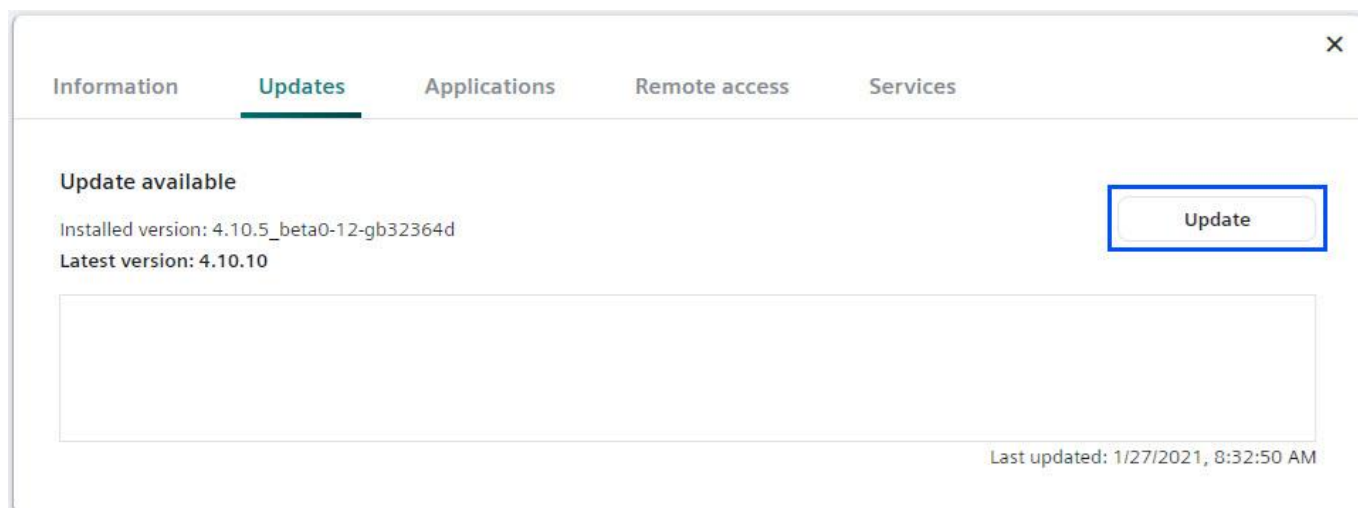 Information Updates Applications Remote access Services
Update available
Update
Installed version: 4.10.5_beta0-12-gb32364d
Latest version: 4.10.10
Last updated: 1/27/2021, 8:32:50 AM